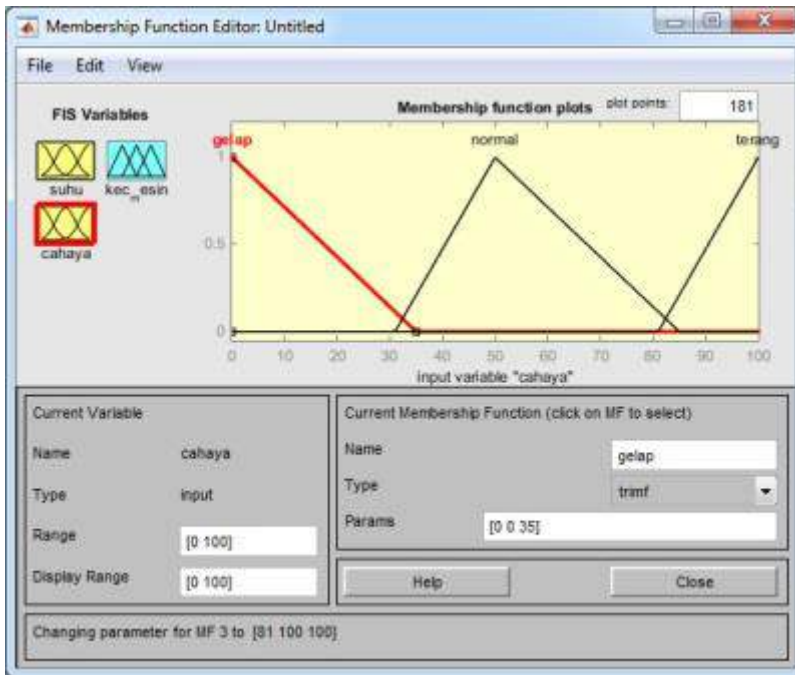 Membership Function Editor: Untitled
File Edit View
FIS Variables
suhu
kec_mesin
cahaya
Membership function plots
plot points:
181
gelap
normal
terang
1
0.5
0
0 10 20 30 40 50 60 70 80 90 100
input variable "cahaya"
Current Variable
Name cahaya
Type input
Range [0 100]
Display Range [0 100]
Current Membership Function (click on MF to select)
Name gelap
Type trimf
Params [0 0 35]
Help
Close
Changing parameter for MF 3 to [81 100 100]